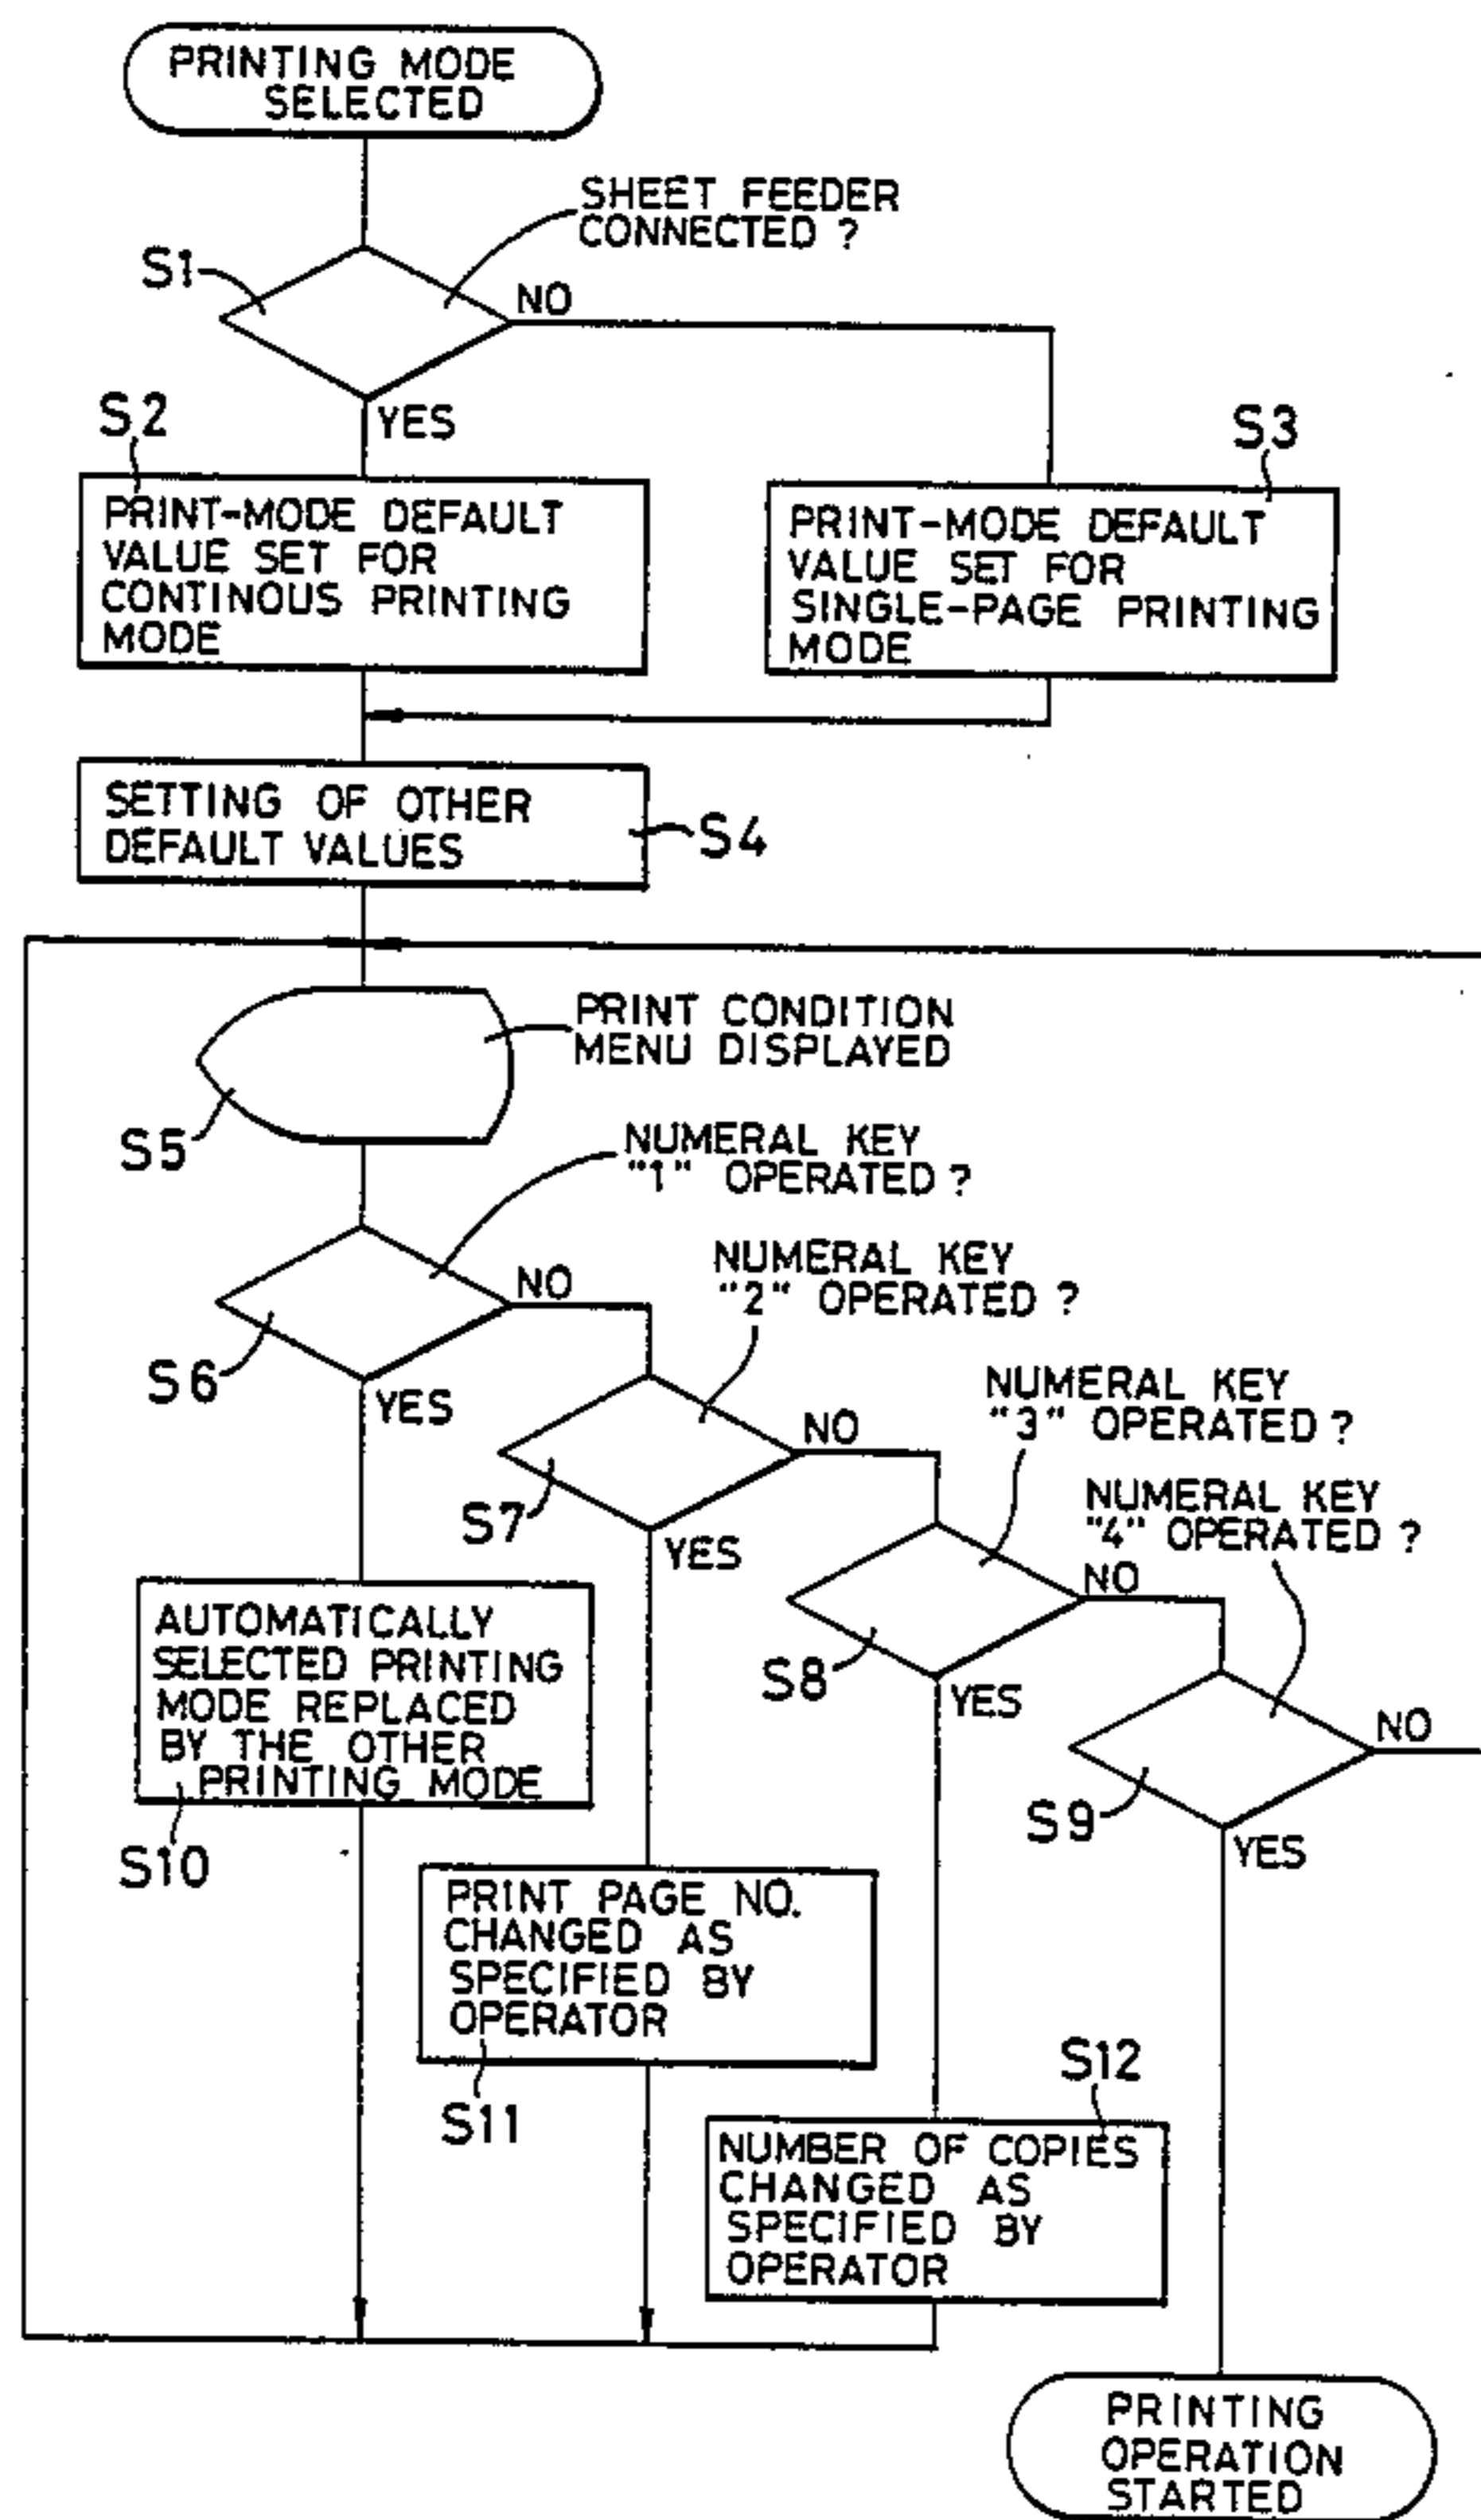 PRINTING MODE
SELECTED
SHEET FEEDER
CONNECTED ?
S1
NO
YES
S2
S3
PRINT-MODE DEFAULT
VALUE SET FOR
CONTINOUS PRINTING
MODE
PRINT-MODE DEFAULT
VALUE SET FOR
SINGLE-PAGE PRINTING
MODE
SETTING OF OTHER
DEFAULT VALUES
S4
PRINT CONDITION
MENU DISPLAYED
S5
NUMERAL KEY
"1" OPERATED ?
NO
S6
YES
NUMERAL KEY
"2" OPERATED ?
NO
S7
YES
NUMERAL KEY
"3" OPERATED ?
NO
S8
YES
NUMERAL KEY
"4" OPERATED ?
NO
S9
YES
AUTOMATICALLY
SELECTED PRINTING
MODE REPLACED
BY THE OTHER
PRINTING MODE
S10
PRINT PAGE NO.
CHANGED AS
SPECIFIED BY
OPERATOR
S11
S12
NUMBER OF COPIES
CHANGED AS
SPECIFIED BY
OPERATOR
PRINTING
OPERATION
STARTED